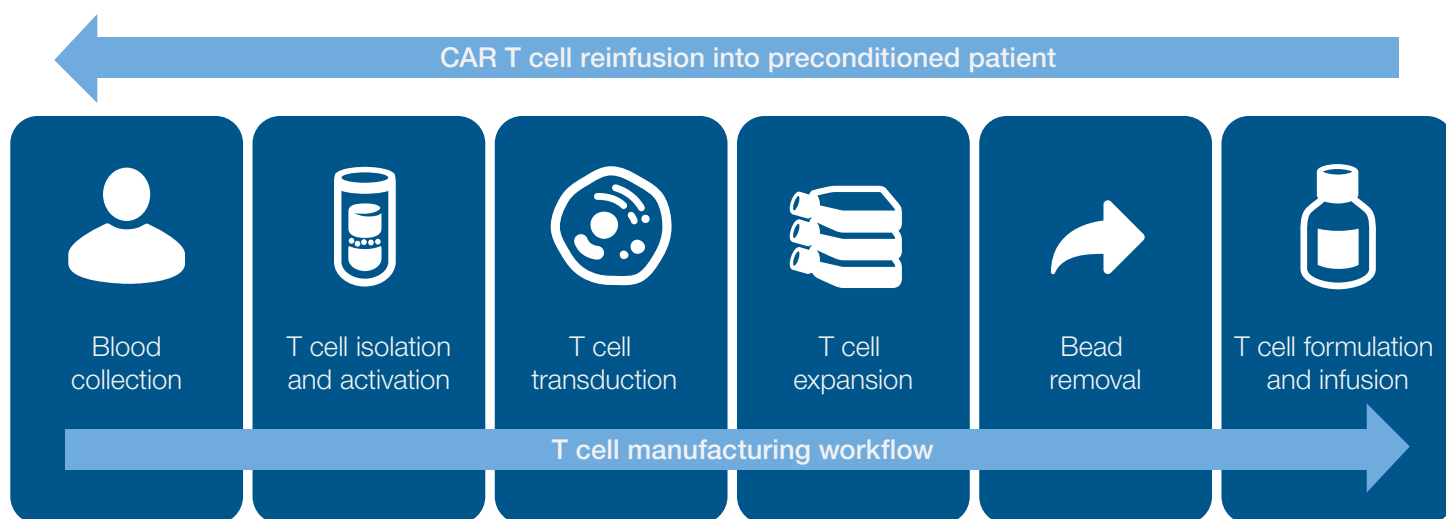 CAR T cell reinfusion into preconditioned patient
Blood
collection
T cell isolation
and activation
T cell
transduction
T cell
expansion
Bead
removal
T cell formulation
and infusion
T cell manufacturing workflow